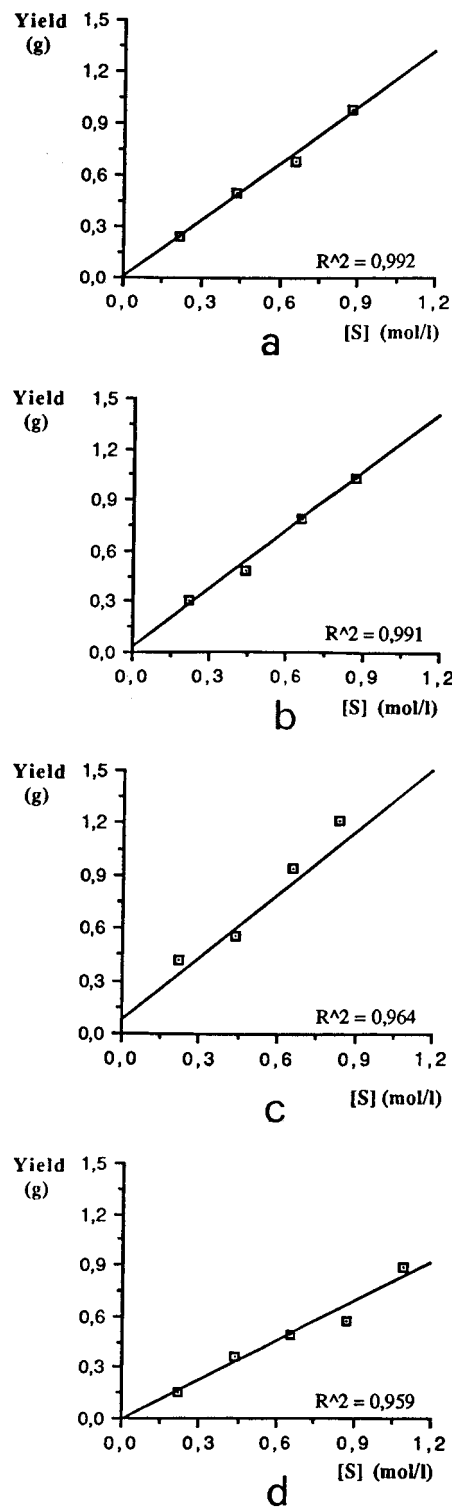 Yield
(g)
1,5
1,2
0,9
0,6
0,3
0,0
R^2 = 0,992
0,0 0,3 0,6 0,9 1,2
a [S] (mol/l)
Yield
(g)
1,5
1,2
0,9
0,6
0,3
0,0
R^2 = 0,991
0,0 0,3 0,6 0,9 1,2
b [S] (mol/l)
Yield
(g)
1,5
1,2
0,9
0,6
0,3
0,0
R^2 = 0,964
0,0 0,3 0,6 0,9 1,2
c [S] (mol/l)
Yield
(g)
1,5
1,2
0,9
0,6
0,3
0,0
R^2 = 0,959
0,0 0,3 0,6 0,9 1,2
[S] (mol/l)
d